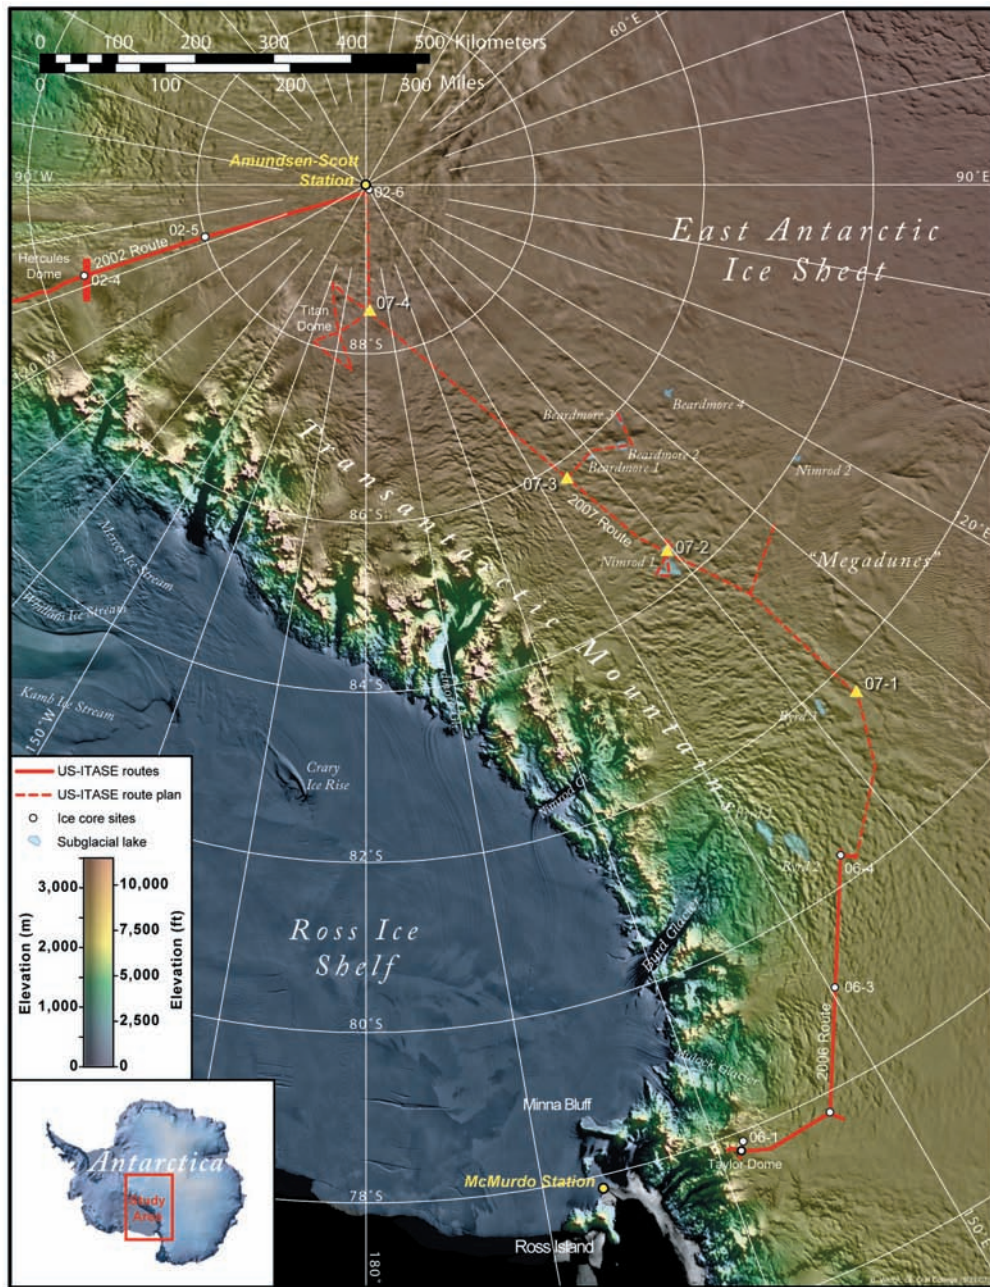 0 100 200 300 400 500 Kilometers
0 100 200 300 Miles
60°E
Amundsen-Scott
Station
90°W
90°E
02-6
02-5
2002 Route
Hercules
Dome
02-4
East Antarctic
Ice Sheet
07-4
Titan
Dome
88°S
Beardmore 3
Beardmore 4
Beardmore 2
Beardmore 1
Nimrod 2
07-3
2007 Route
86°S
07-2
Nimrod 1
120°E
"Megadunes"
Transantarctic Mountains
Mercer Ice Stream
Whillans Ice Stream
Kamb Ice Stream
150°W
84°S
07-1
Byrd 3
Crary
Ice Rise
Nimrod Gl.
82°S
Byrd 2
06-4
Ross Ice
Shelf
Byrd Glacier
06-3
80°S
2006 Route
Mulock Glacier
Minna Bluff
06-1
Taylor Dome
McMurdo Station
78°S
Ross Island
180°
150°E
US-ITASE routes
US-ITASE route plan
Ice core sites
Subglacial lake
Elevation (m)
3,000
2,000
1,000
0
10,000
7,500
5,000
2,500
0
Elevation (ft)
Antarctica
Study
Area